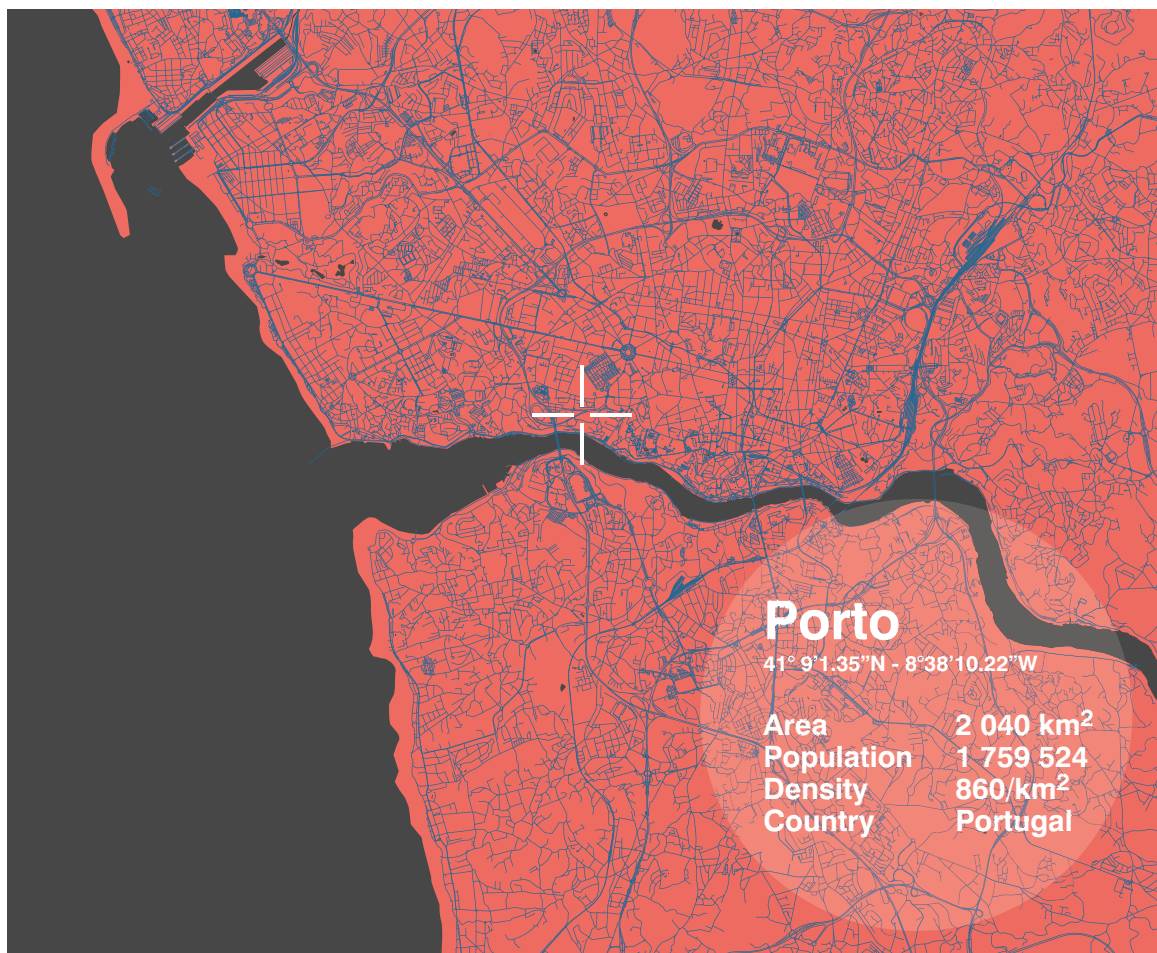 Porto
41° 9’1.35”N - 8°38’10.22”W
Area 2 040 km²
Population 1 759 524
Density 860/km²
Country Portugal